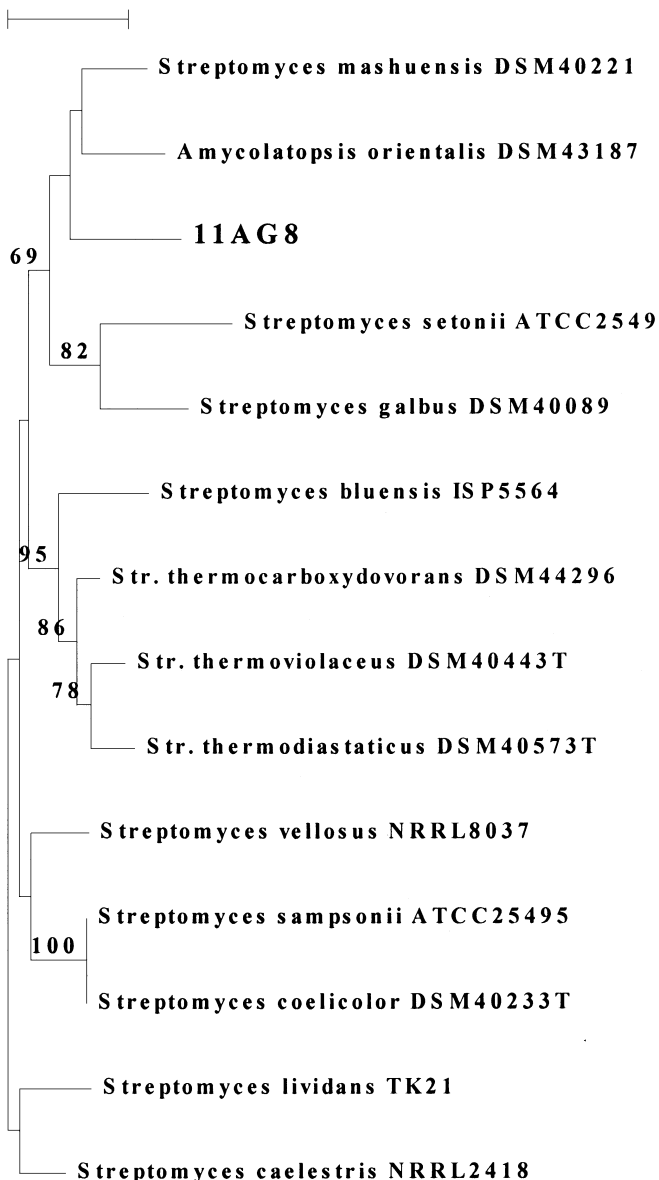 Streptomyces mashuensis DSM40221
Amycolatopsis orientalis DSM43187
11AG8
69
Streptomyces setonii ATCC2549
82
Streptomyces galbus DSM40089
Streptomyces bluensis ISP5564
95
Str. thermocarboxydovorans DSM44296
86
Str. thermoviolaceus DSM40443T
78
Str. thermodiastaticus DSM40573T
Streptomyces vellosus NRRL8037
Streptomyces sampsonii ATCC25495
100
Streptomyces coelicolor DSM40233T
Streptomyces lividans TK21
Streptomyces caelestris NRRL2418